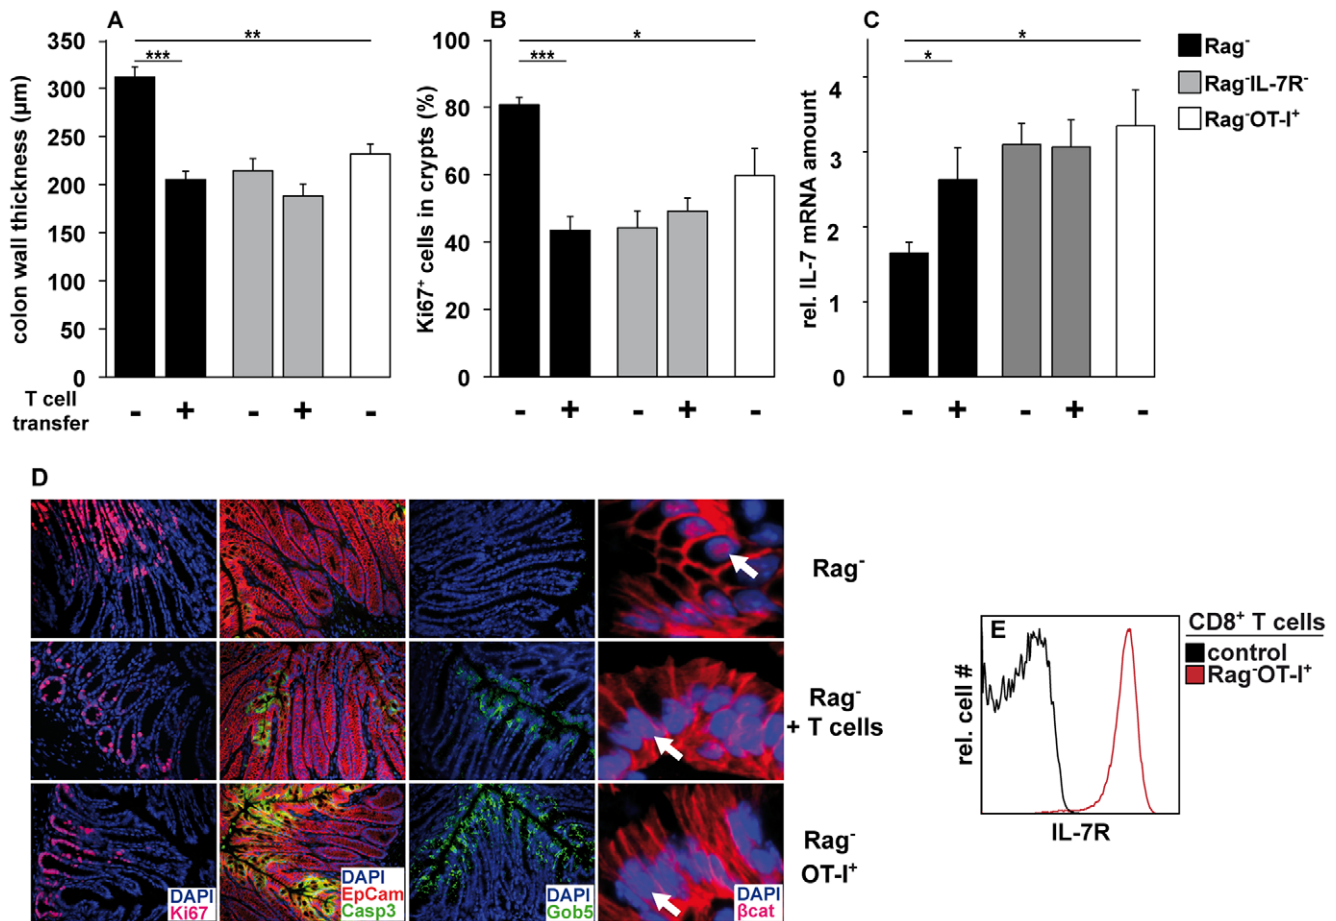 A
colon wall thickness (µm)
350
300
250
200
150
100
50
0
**
***
T cell
transfer
- + - + -
B
Ki67⁺ cells in crypts (%)
100
80
60
40
20
0
*
***
- + - + -
C
rel. IL-7 mRNA amount
4
3
2
1
0
*
*
- + - + -
Rag⁻
Rag⁻IL-7R⁻
Rag⁻OT-I⁺
D
Rag⁻
Rag⁻
+ T cells
Rag⁻
OT-I⁺
DAPI
Ki67
DAPI
EpCam
Casp3
DAPI
Gob5
DAPI
βcat
E
rel. cell #
IL-7R
CD8⁺ T cells
control
Rag⁻OT-I⁺